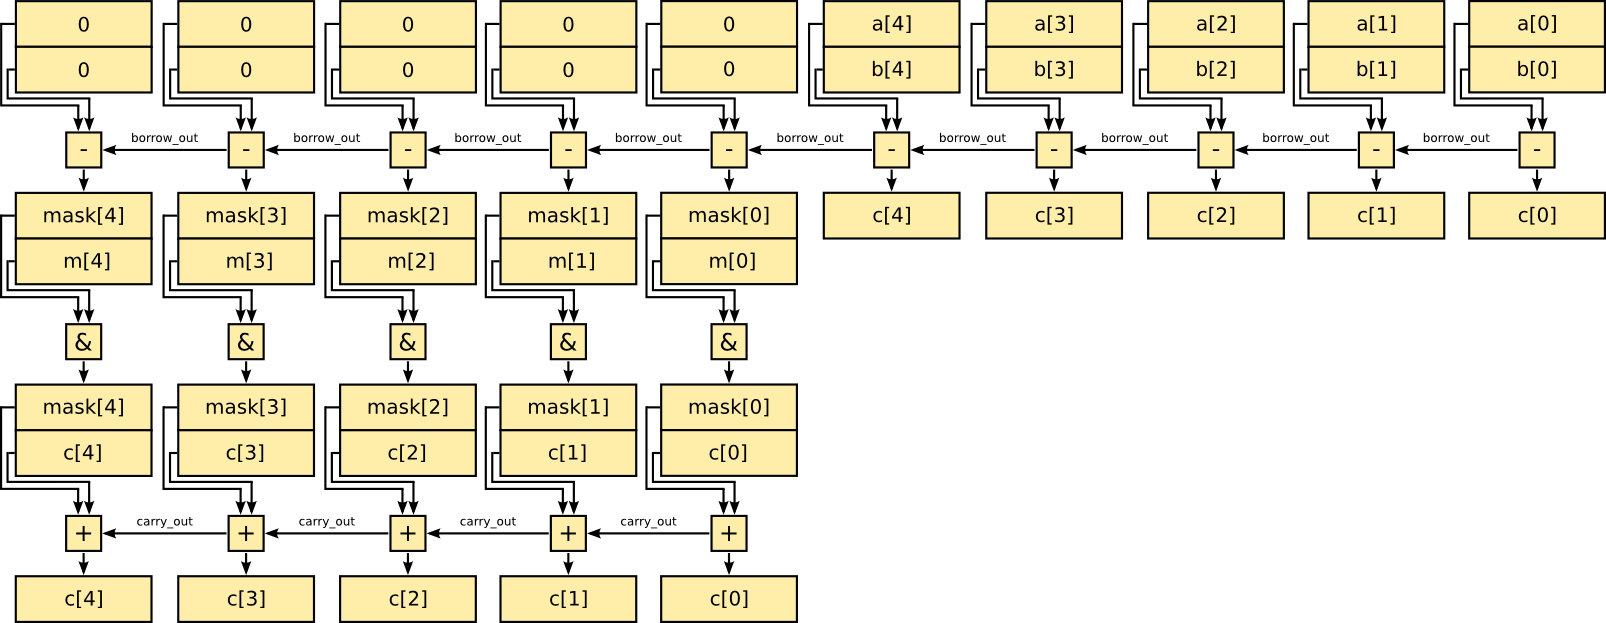 0 0 0 0 0 a[4] a[3] a[2] a[1] a[0]
0 0 0 0 0 b[4] b[3] b[2] b[1] b[0]
- borrow_out - borrow_out - borrow_out - borrow_out - borrow_out - borrow_out - borrow_out - borrow_out - borrow_out -
mask[4] mask[3] mask[2] mask[1] mask[0] c[4] c[3] c[2] c[1] c[0]
m[4] m[3] m[2] m[1] m[0]
& & & & &
mask[4] mask[3] mask[2] mask[1] mask[0]
c[4] c[3] c[2] c[1] c[0]
+ carry_out + carry_out + carry_out + carry_out +
c[4] c[3] c[2] c[1] c[0]